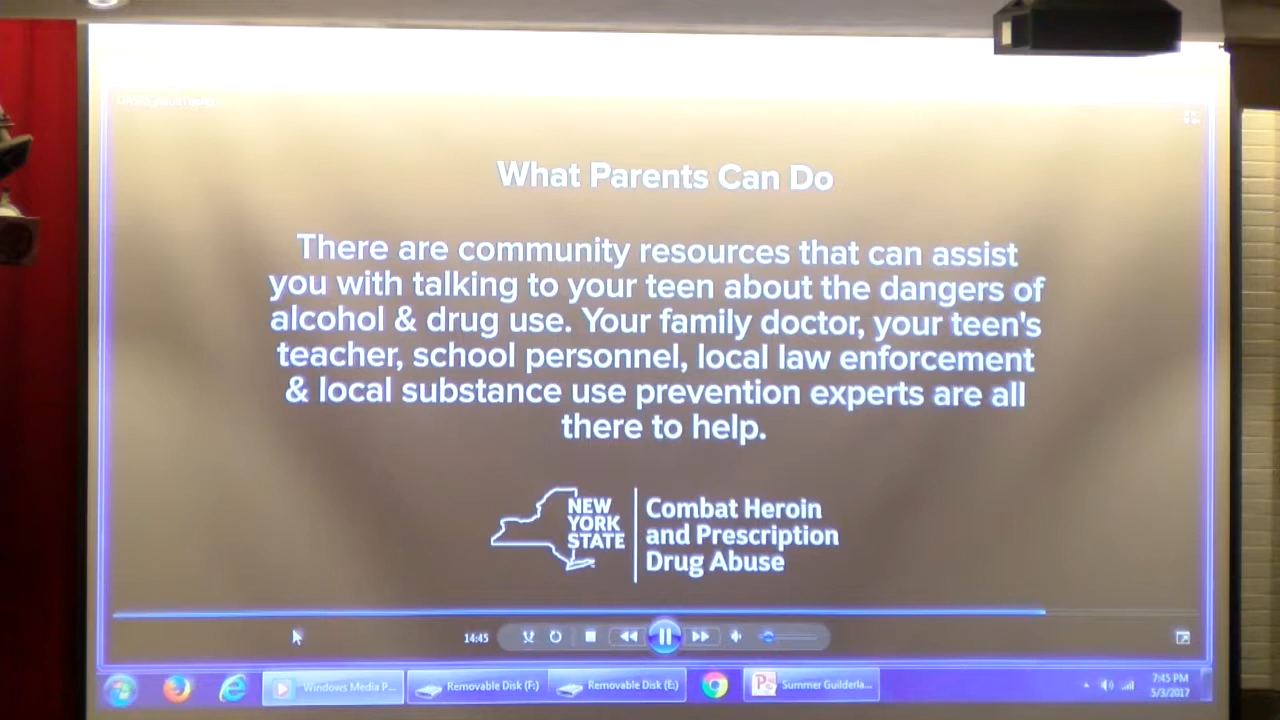 What Parents Can Do
There are community resources that can assist
you with talking to your teen about the dangers of
alcohol & drug use. Your family doctor, your teen's
teacher, school personnel, local law enforcement
& local substance use prevention experts are all
there to help.
NEW
YORK
STATE
Combat Heroin
and Prescription
Drug Abuse
14:45
Windows Media P...
Removable Disk (F:)
Removable Disk (E:)
Summer Guilderla...
7:45 PM
5/3/2017